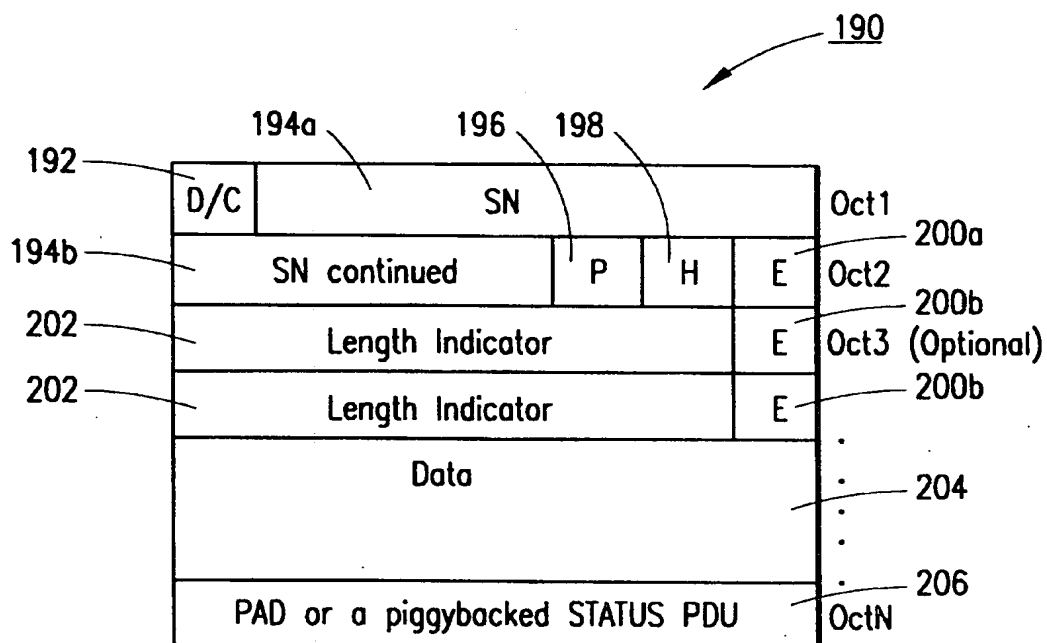 190
194a 196 198
192 D/C SN Oct1
194b SN continued P H E 200a Oct2
202 Length Indicator E 200b Oct3 (Optional)
202 Length Indicator E 200b
Data
204
206
PAD or a piggybacked STATUS PDU OctN